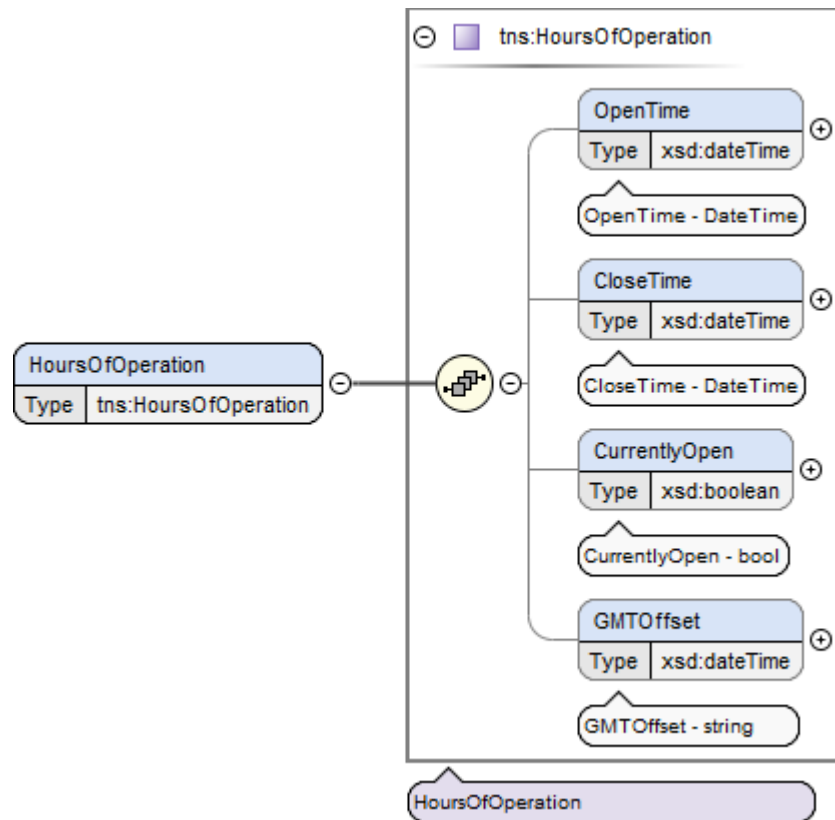 tns:HoursOfOperation
OpenTime
Type xsd:dateTime
OpenTime - DateTime
CloseTime
Type xsd:dateTime
CloseTime - DateTime
HoursOfOperation
Type tns:HoursOfOperation
CurrentlyOpen
Type xsd:boolean
CurrentlyOpen - bool
GMTOffset
Type xsd:dateTime
GMTOffset - string
HoursOfOperation